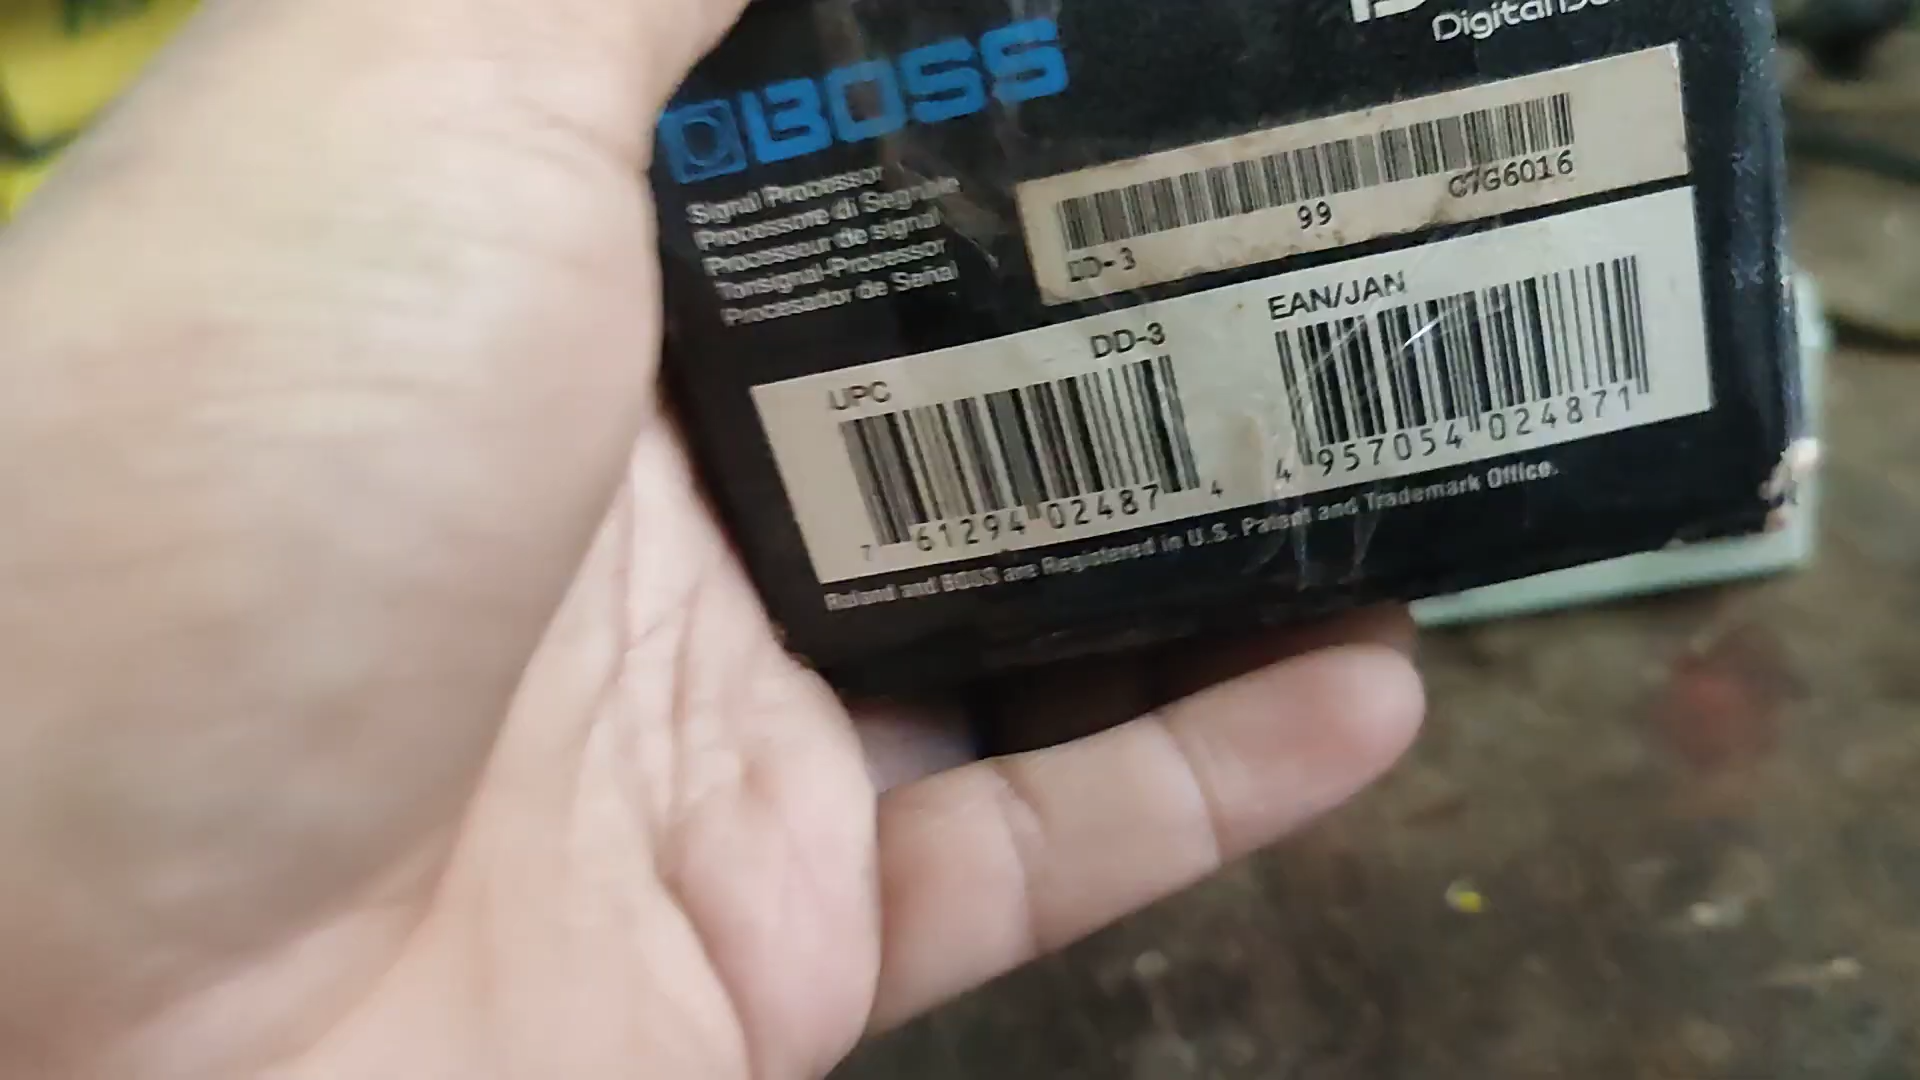 BOSS
Signal Processor
Processore di Segnale
Processeur de signal
Tonsignal-Prozessor
Procesador de Señal
C7G6016
99
DD-3
UPC
DD-3
EAN/JAN
7 61294 02487 4
4 957054 024871
Roland and BOSS are Registered in U.S. Patent and Trademark Office.